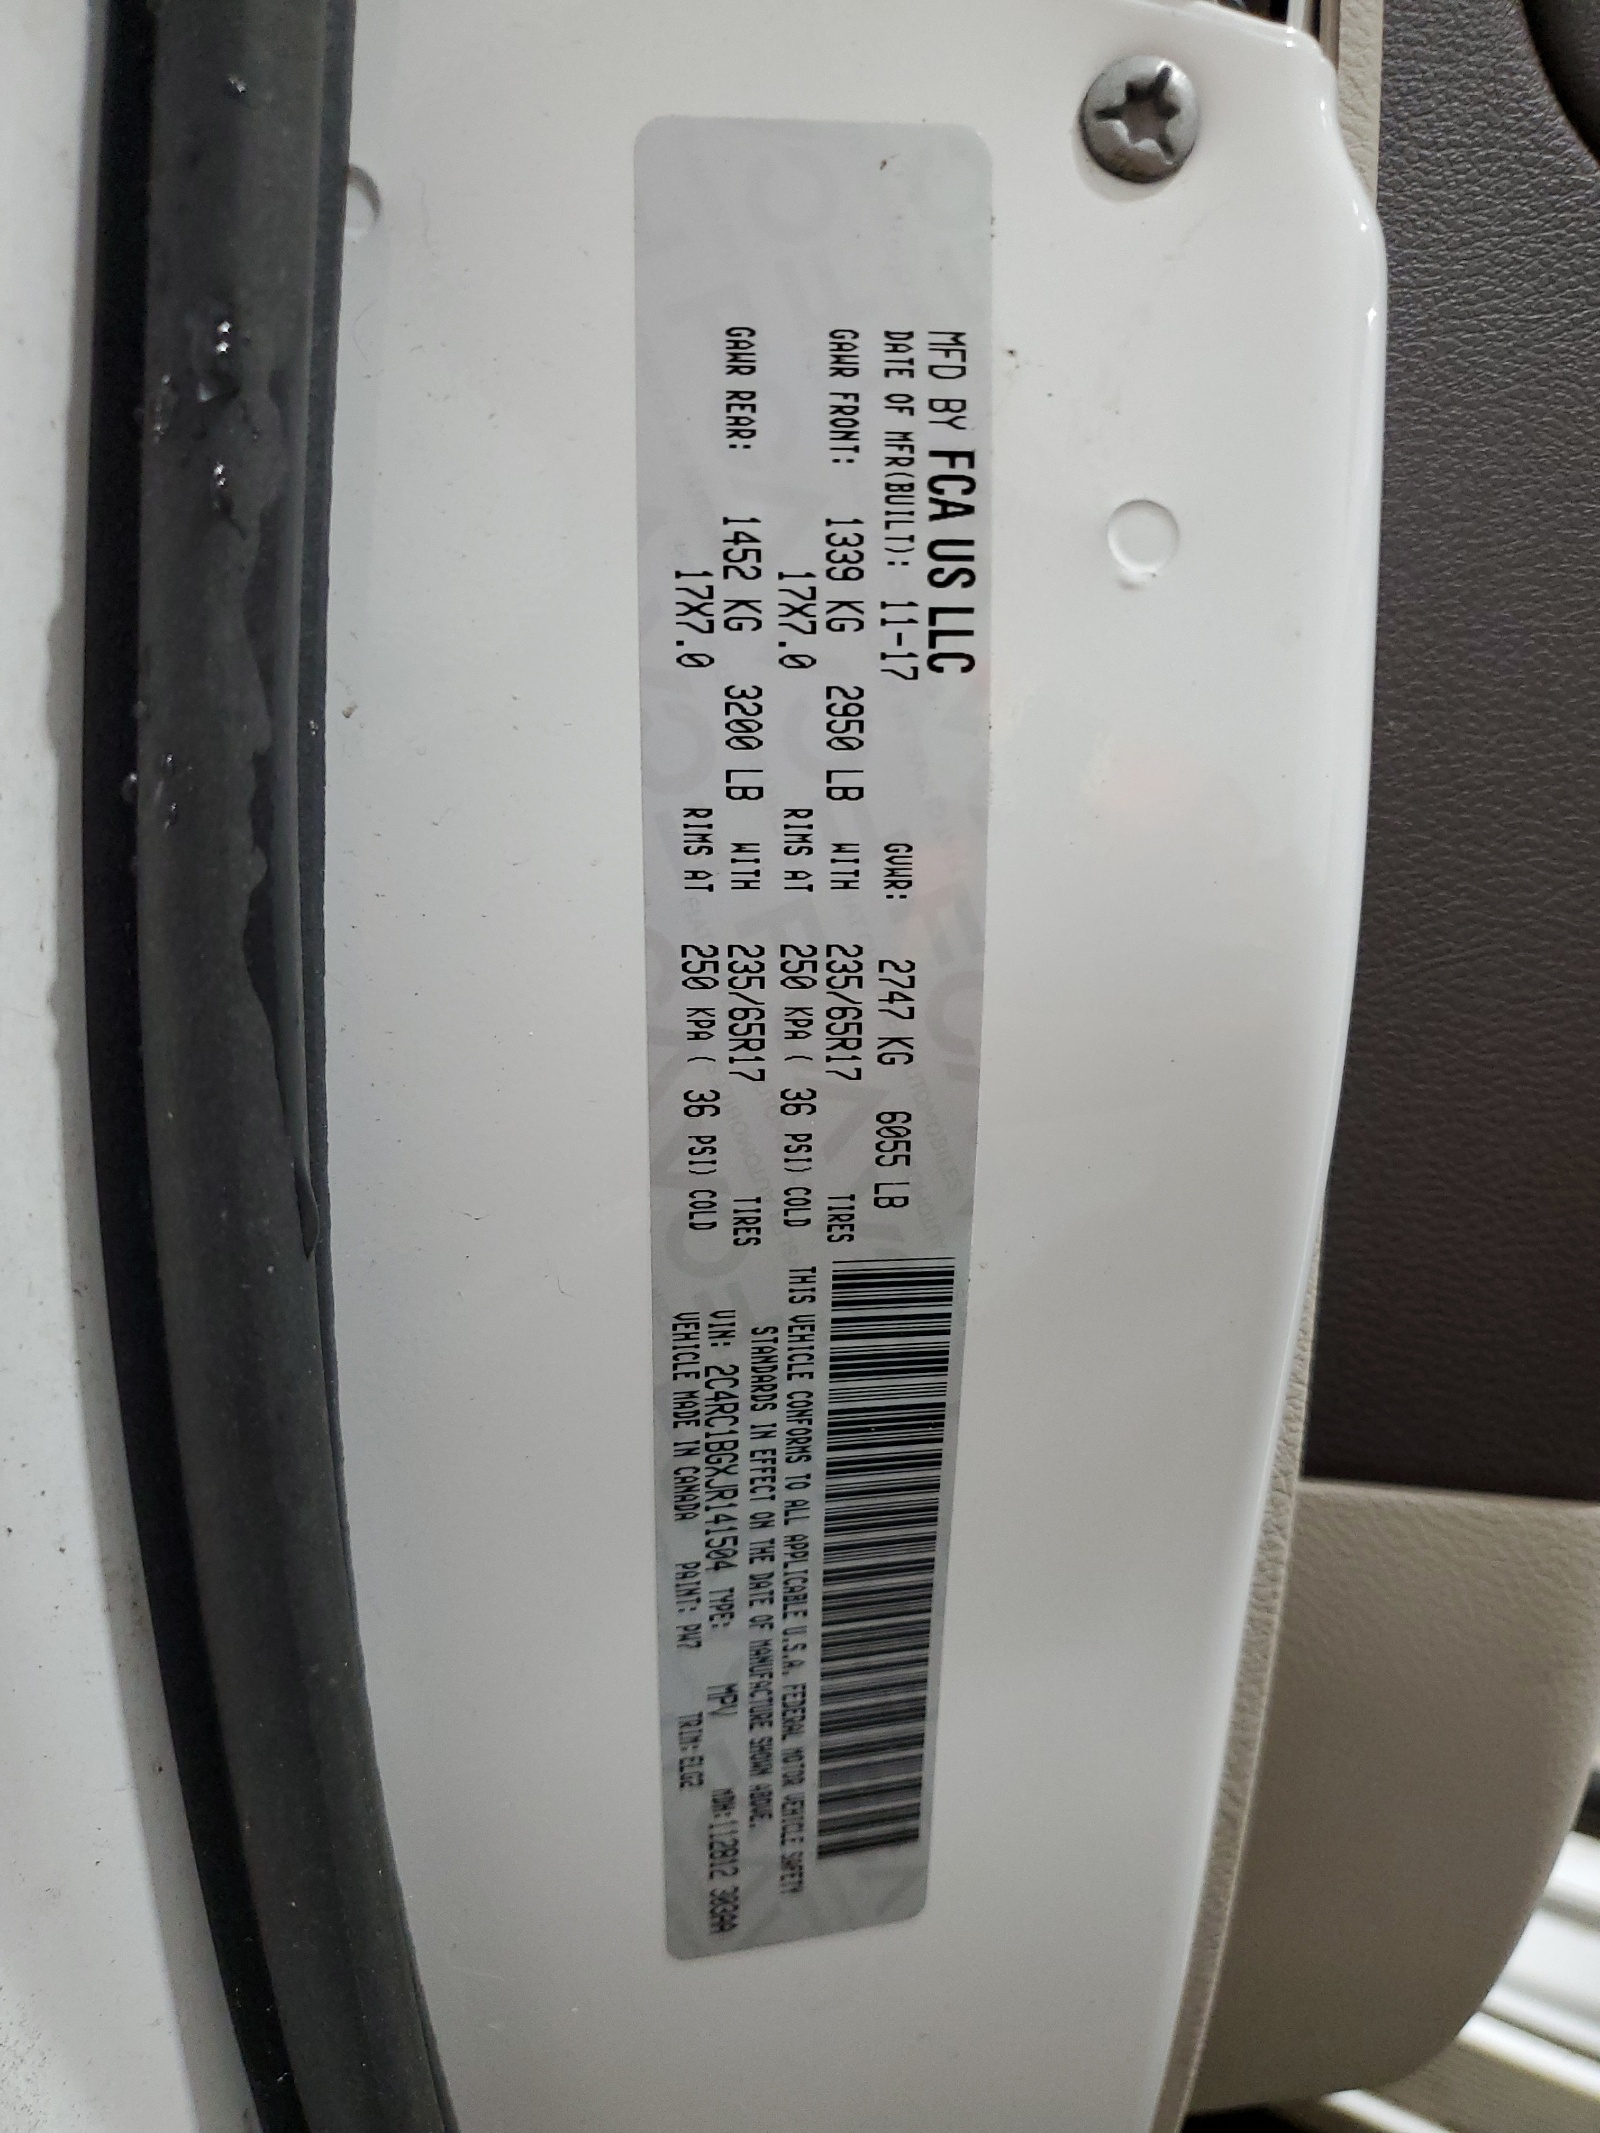 MFD BY FCA US LLC
DATE OF MFR(BUILT): 11-17 GVWR: 2747 KG 6055 LB
GAWR FRONT: 1339 KG 2950 LB WITH 235/65R17 TIRES
17X7.0 RIMS AT 250 KPA ( 36 PSI) COLD
GAWR REAR: 1452 KG 3200 LB WITH 235/65R17 TIRES
17X7.0 RIMS AT 250 KPA ( 36 PSI) COLD
THIS VEHICLE CONFORMS TO ALL APPLICABLE U.S.A. FEDERAL MOTOR VEHICLE SAFETY
STANDARDS IN EFFECT ON THE DATE OF MANUFACTURE SHOWN ABOVE.
VIN: 2C4RC1BGXJR141504 TYPE: MPV MDH:112812 303AA
VEHICLE MADE IN CANADA PAINT: PW7 TRIM: